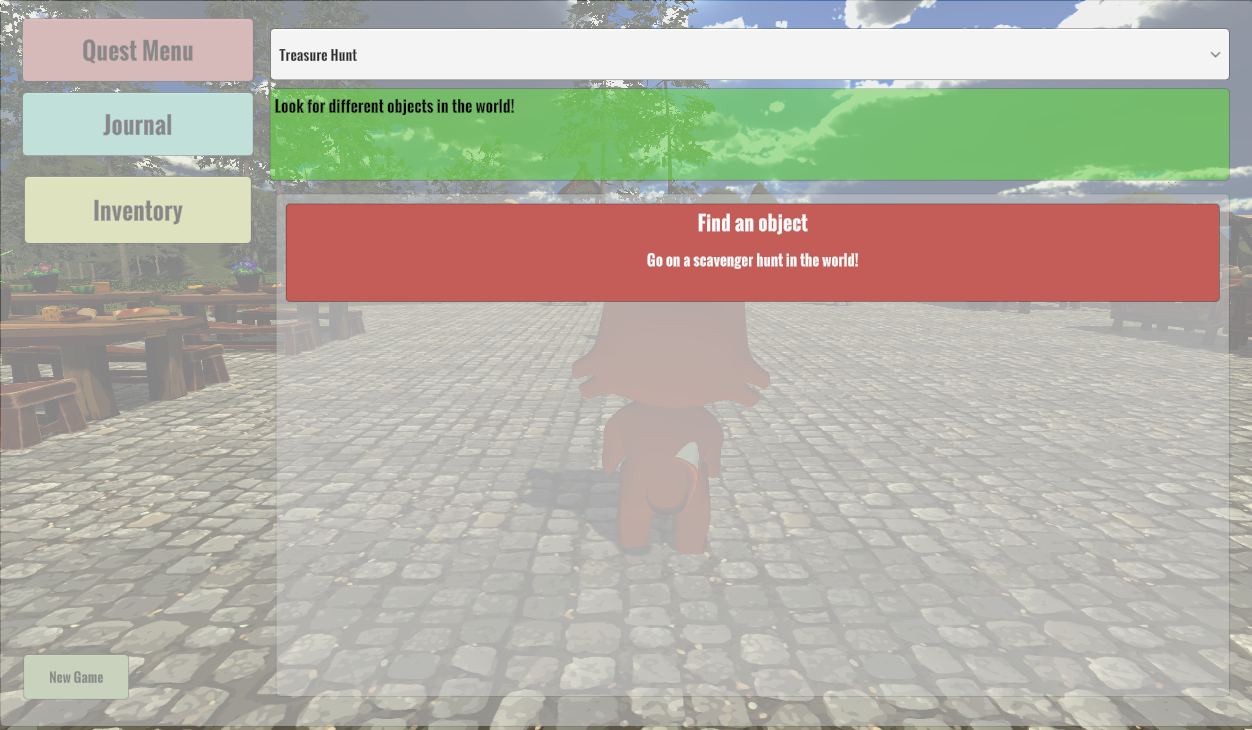 Quest Menu
Journal
Inventory
New Game
Treasure Hunt
Look for different objects in the world!
Find an object
Go on a scavenger hunt in the world!